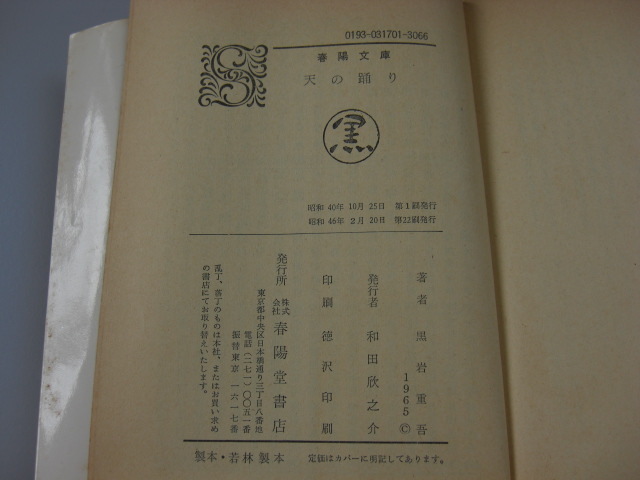 0193-031701-3066
春陽文庫
天の踊り
黒
昭和40年10月25日 第1刷発行
昭和46年2月20日 第22刷発行
著者 黒岩重吾
1965 ©
発行者 和田欣之介
印刷 徳沢印刷
発行所 株式会社 春陽堂書店
東京都中央区日本橋通り三丁目八番地
電話(二七一)〇〇五一番
振替東京 一六一七番
乱丁、落丁のものは本社、またはお買い求め
の書店にてお取り替えいたします。
製本・若林製本
定価はカバーに明記してあります。